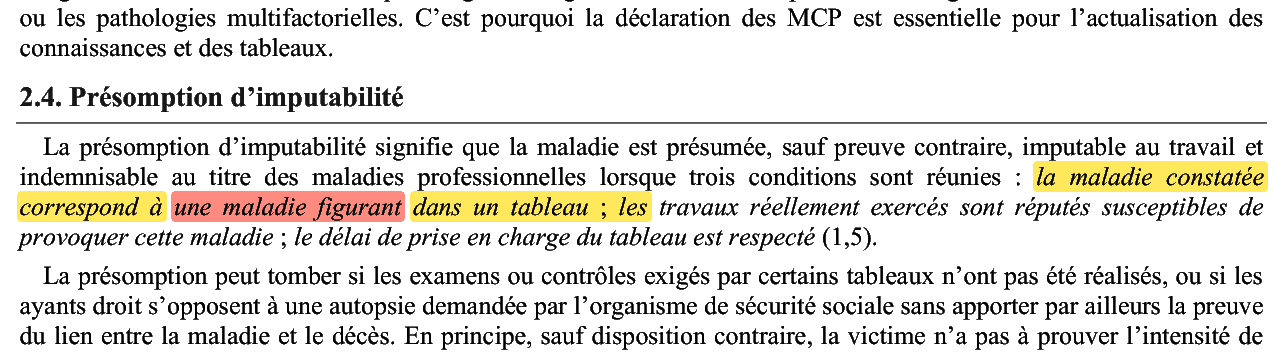 ou les pathologies multifactorielles. C’est pourquoi la déclaration des MCP est essentielle pour l’actualisation des
connaissances et des tableaux.
2.4. Présomption d’imputabilité
La présomption d’imputabilité signifie que la maladie est présumée, sauf preuve contraire, imputable au travail et
indemnisable au titre des maladies professionnelles lorsque trois conditions sont réunies : la maladie constatée
correspond à une maladie figurant dans un tableau ; les travaux réellement exercés sont réputés susceptibles de
provoquer cette maladie ; le délai de prise en charge du tableau est respecté (1,5).
La présomption peut tomber si les examens ou contrôles exigés par certains tableaux n’ont pas été réalisés, ou si les
ayants droit s’opposent à une autopsie demandée par l’organisme de sécurité sociale sans apporter par ailleurs la preuve
du lien entre la maladie et le décès. En principe, sauf disposition contraire, la victime n’a pas à prouver l’intensité de